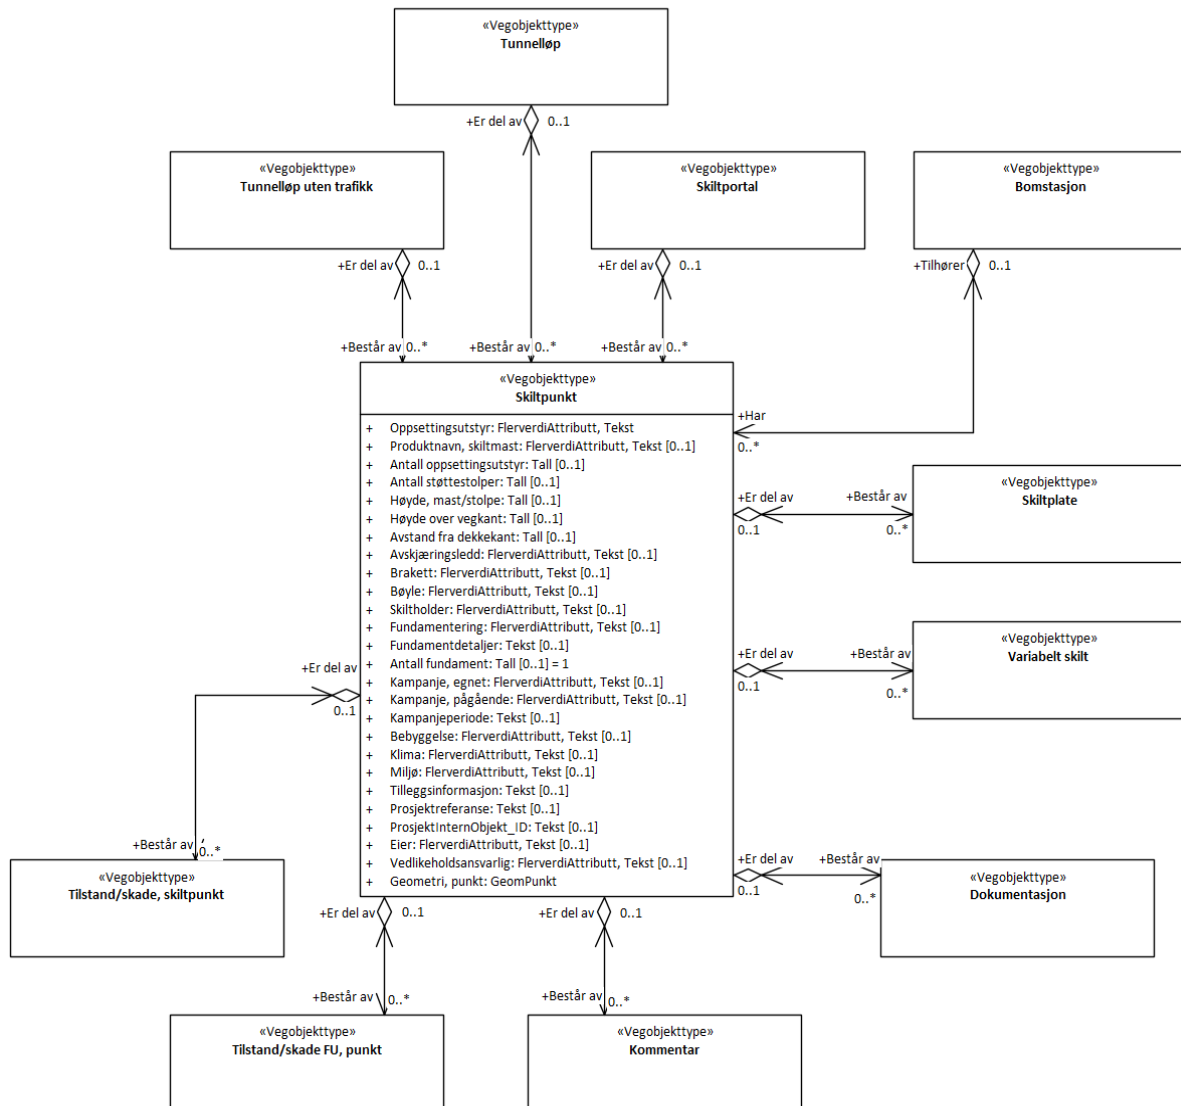 «Vegobjekttype»
Tunnelløp
+Er del av 0..1
«Vegobjekttype»
Tunnelløp uten trafikk
«Vegobjekttype»
Skiltportal
«Vegobjekttype»
Bomstasjon
+Er del av 0..1
+Er del av 0..1
+Tilhører 0..1
+Består av 0..*
+Består av 0..*
+Består av 0..*
«Vegobjekttype»
Skiltpunkt
+ Oppsettingsutstyr: FlerverdiAttributt, Tekst
+ Produktnavn, skiltmast: FlerverdiAttributt, Tekst [0..1]
+ Antall oppsettingsutstyr: Tall [0..1]
+ Antall støttestolper: Tall [0..1]
+ Høyde, mast/stolpe: Tall [0..1]
+ Høyde over vegkant: Tall [0..1]
+ Avstand fra dekkekant: Tall [0..1]
+ Avskjæringsledd: FlerverdiAttributt, Tekst [0..1]
+ Brakett: FlerverdiAttributt, Tekst [0..1]
+ Bøyle: FlerverdiAttributt, Tekst [0..1]
+ Skiltholder: FlerverdiAttributt, Tekst [0..1]
+ Fundamentering: FlerverdiAttributt, Tekst [0..1]
+ Fundamentdetaljer: Tekst [0..1]
+ Antall fundament: Tall [0..1] = 1
+ Kampanje, egnet: FlerverdiAttributt, Tekst [0..1]
+ Kampanje, pågående: FlerverdiAttributt, Tekst [0..1]
+ Kampanjeperiode: Tekst [0..1]
+ Bebyggelse: FlerverdiAttributt, Tekst [0..1]
+ Klima: FlerverdiAttributt, Tekst [0..1]
+ Miljø: FlerverdiAttributt, Tekst [0..1]
+ Tilleggsinformasjon: Tekst [0..1]
+ Prosjektreferanse: Tekst [0..1]
+ ProsjektInternObjekt_ID: Tekst [0..1]
+ Eier: FlerverdiAttributt, Tekst [0..1]
+ Vedlikeholdsansvarlig: FlerverdiAttributt, Tekst [0..1]
+ Geometri, punkt: GeomPunkt
+Har
0..*
+Er del av +Består av
0..1 0..*
«Vegobjekttype»
Skiltplate
+Er del av +Består av
0..1 0..*
«Vegobjekttype»
Variabelt skilt
+Er del av +Består av
0..1 0..*
«Vegobjekttype»
Dokumentasjon
+Er del av
0..1
+Består av 0..*
«Vegobjekttype»
Tilstand/skade, skiltpunkt
+Er del av 0..1
+Består av 0..*
«Vegobjekttype»
Tilstand/skade FU, punkt
+Er del av 0..1
+Består av 0..*
«Vegobjekttype»
Kommentar